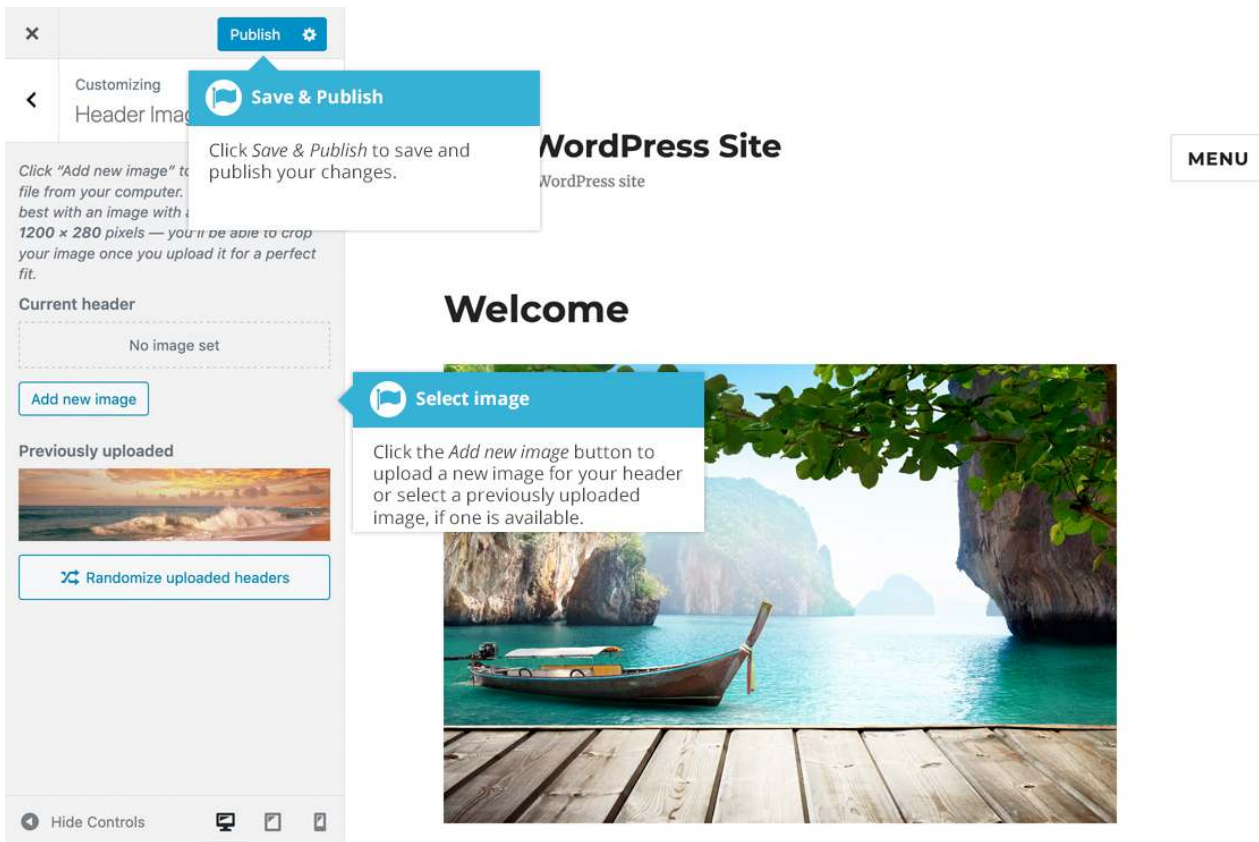 Publish
Customizing
Header Imag
Save & Publish
Click Save & Publish to save and
publish your changes.
Click "Add new image" to
file from your computer.
best with an image with a
1200 × 280 pixels — you'll be able to crop
your image once you upload it for a perfect
fit.
Current header
No image set
Add new image
Previously uploaded
Randomize uploaded headers
Hide Controls
WordPress Site
WordPress site
MENU
Welcome
Select image
Click the Add new image button to
upload a new image for your header
or select a previously uploaded
image, if one is available.